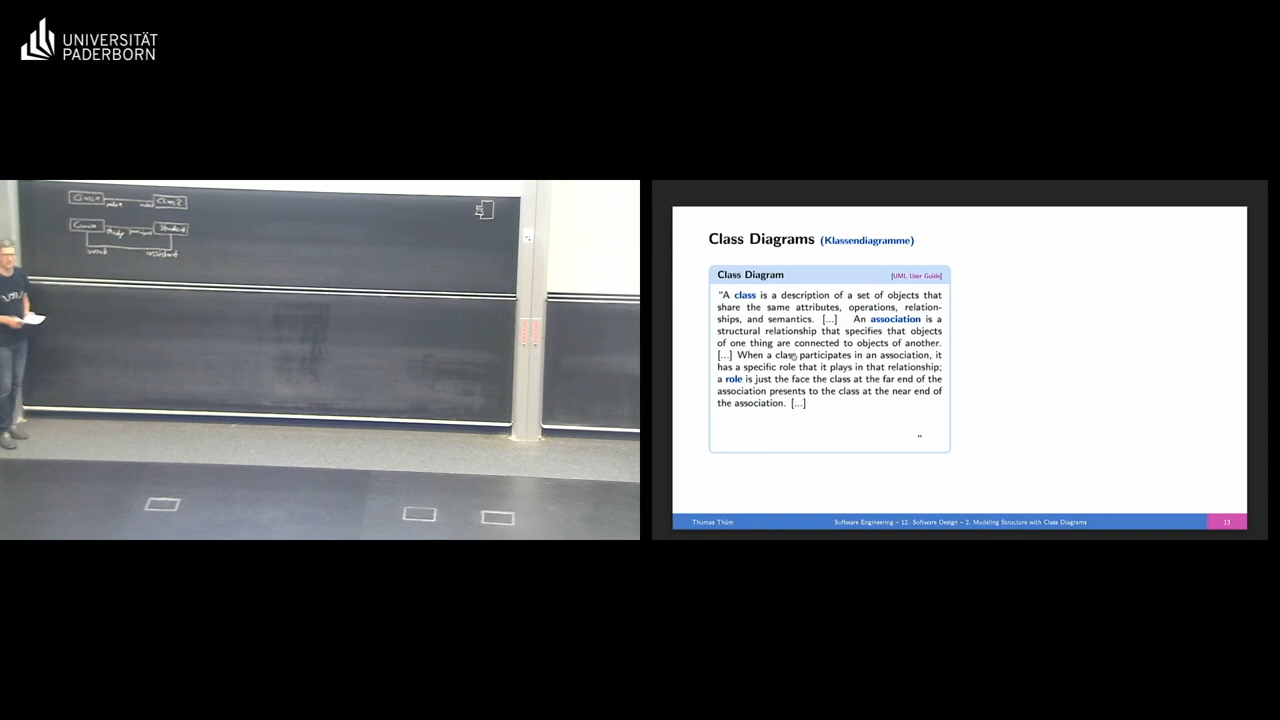 UNIVERSITÄT
PADERBORN
Class1
Class2
Student
assistant
Class Diagrams (Klassendiagramme)
Class Diagram [UML User Guide]
"A class is a description of a set of objects that
share the same attributes, operations, relation-
ships, and semantics. [...] An association is a
structural relationship that specifies that objects
of one thing are connected to objects of another.
[...] When a class participates in an association, it
has a specific role that it plays in that relationship;
a role is just the face the class at the far end of the
association presents to the class at the near end of
the association. [...]
"
Thomas Thüm Software Engineering – 12. Software Design – 2. Modeling Structure with Class Diagrams 13